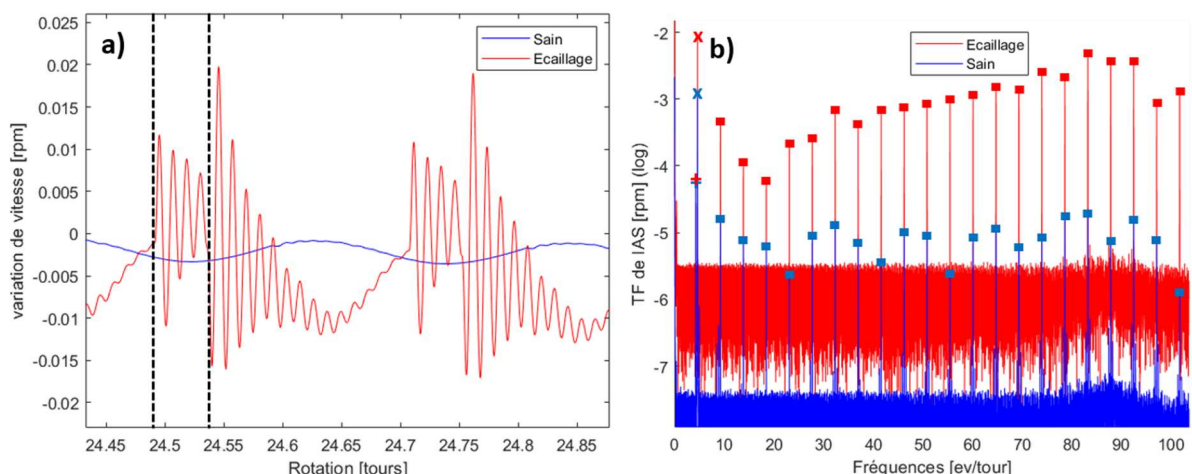 a)
Sain
Ecaillage
variation de vitesse [rpm]
0.025
0.02
0.015
0.01
0.005
0
-0.005
-0.01
-0.015
-0.02
24.45 24.5 24.55 24.6 24.65 24.7 24.75 24.8 24.85
Rotation [tours]
b)
Ecaillage
Sain
TF de IAS [rpm] (log)
-2
-3
-4
-5
-6
-7
0 10 20 30 40 50 60 70 80 90 100
Fréquences [ev/tour]